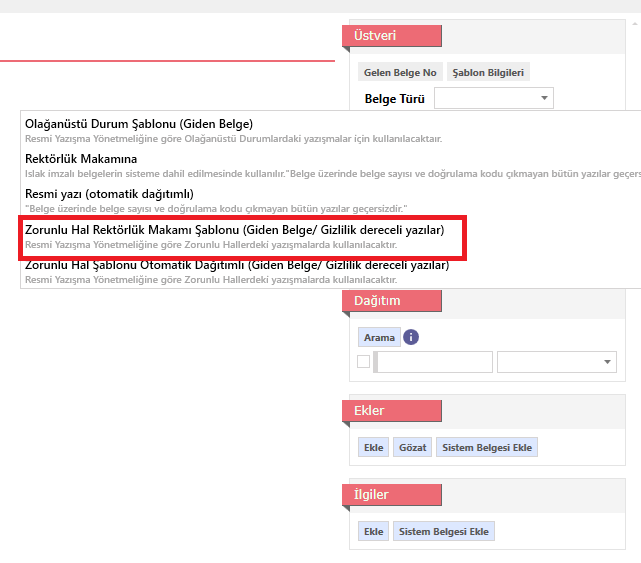 Üstveri
Gelen Belge No
Şablon Bilgileri
Belge Türü
Olağanüstü Durum Şablonu (Giden Belge)
Resmi Yazışma Yönetmeliğine göre Olağanüstü Durumlardaki yazışmalar için kullanılacaktaır.
Rektörlük Makamına
Islak imzalı belgelerin sisteme dahil edilmesinde kullanılır."Belge üzerinde belge sayısı ve doğrulama kodu çıkmayan bütün yazılar geçersi
Resmi yazı (otomatik dağıtımlı)
"Belge üzerinde belge sayısı ve doğrulama kodu çıkmayan bütün yazılar geçersizdir."
Zorunlu Hal Rektörlük Makamı Şablonu (Giden Belge/ Gizlilik dereceli yazılar)
Resmi Yazışma Yönetmeliğine göre Zorunlu Hallerdeki yazışmalarda kullanılacaktır.
Zorunlu Hal Şablonu Otomatik Dağıtımlı (Giden Belge/ Gizlilik dereceli yazılar)
Resmi Yazışma Yönetmeliğine göre Zorunlu Hallerdeki yazışmalarda kullanılacaktır.
Dağıtım
Arama i
Ekler
Ekle Gözat Sistem Belgesi Ekle
İlgiler
Ekle Sistem Belgesi Ekle